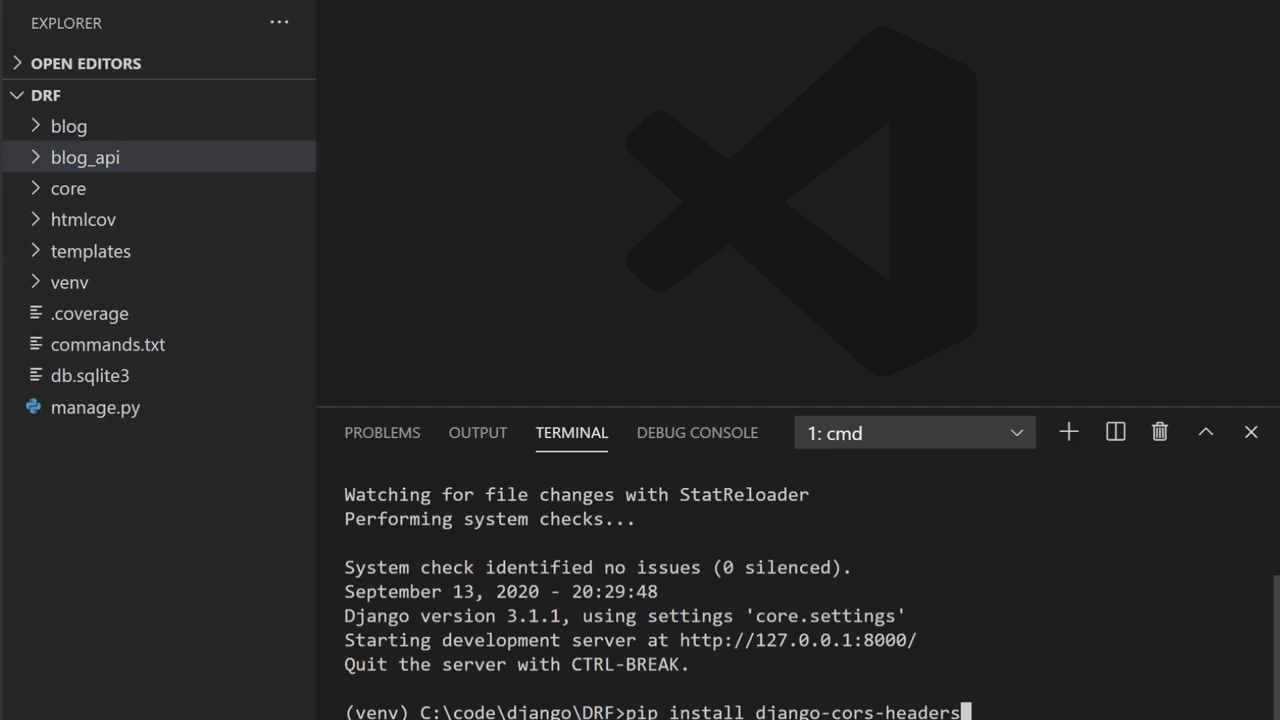 EXPLORER
OPEN EDITORS
DRF
blog
blog_api
core
htmlcov
templates
venv
.coverage
commands.txt
db.sqlite3
manage.py
PROBLEMS OUTPUT TERMINAL DEBUG CONSOLE 1: cmd
Watching for file changes with StatReloader
Performing system checks...
System check identified no issues (0 silenced).
September 13, 2020 - 20:29:48
Django version 3.1.1, using settings 'core.settings'
Starting development server at http://127.0.0.1:8000/
Quit the server with CTRL-BREAK.
(venv) C:\code\django\DRF>pip install django-cors-headers